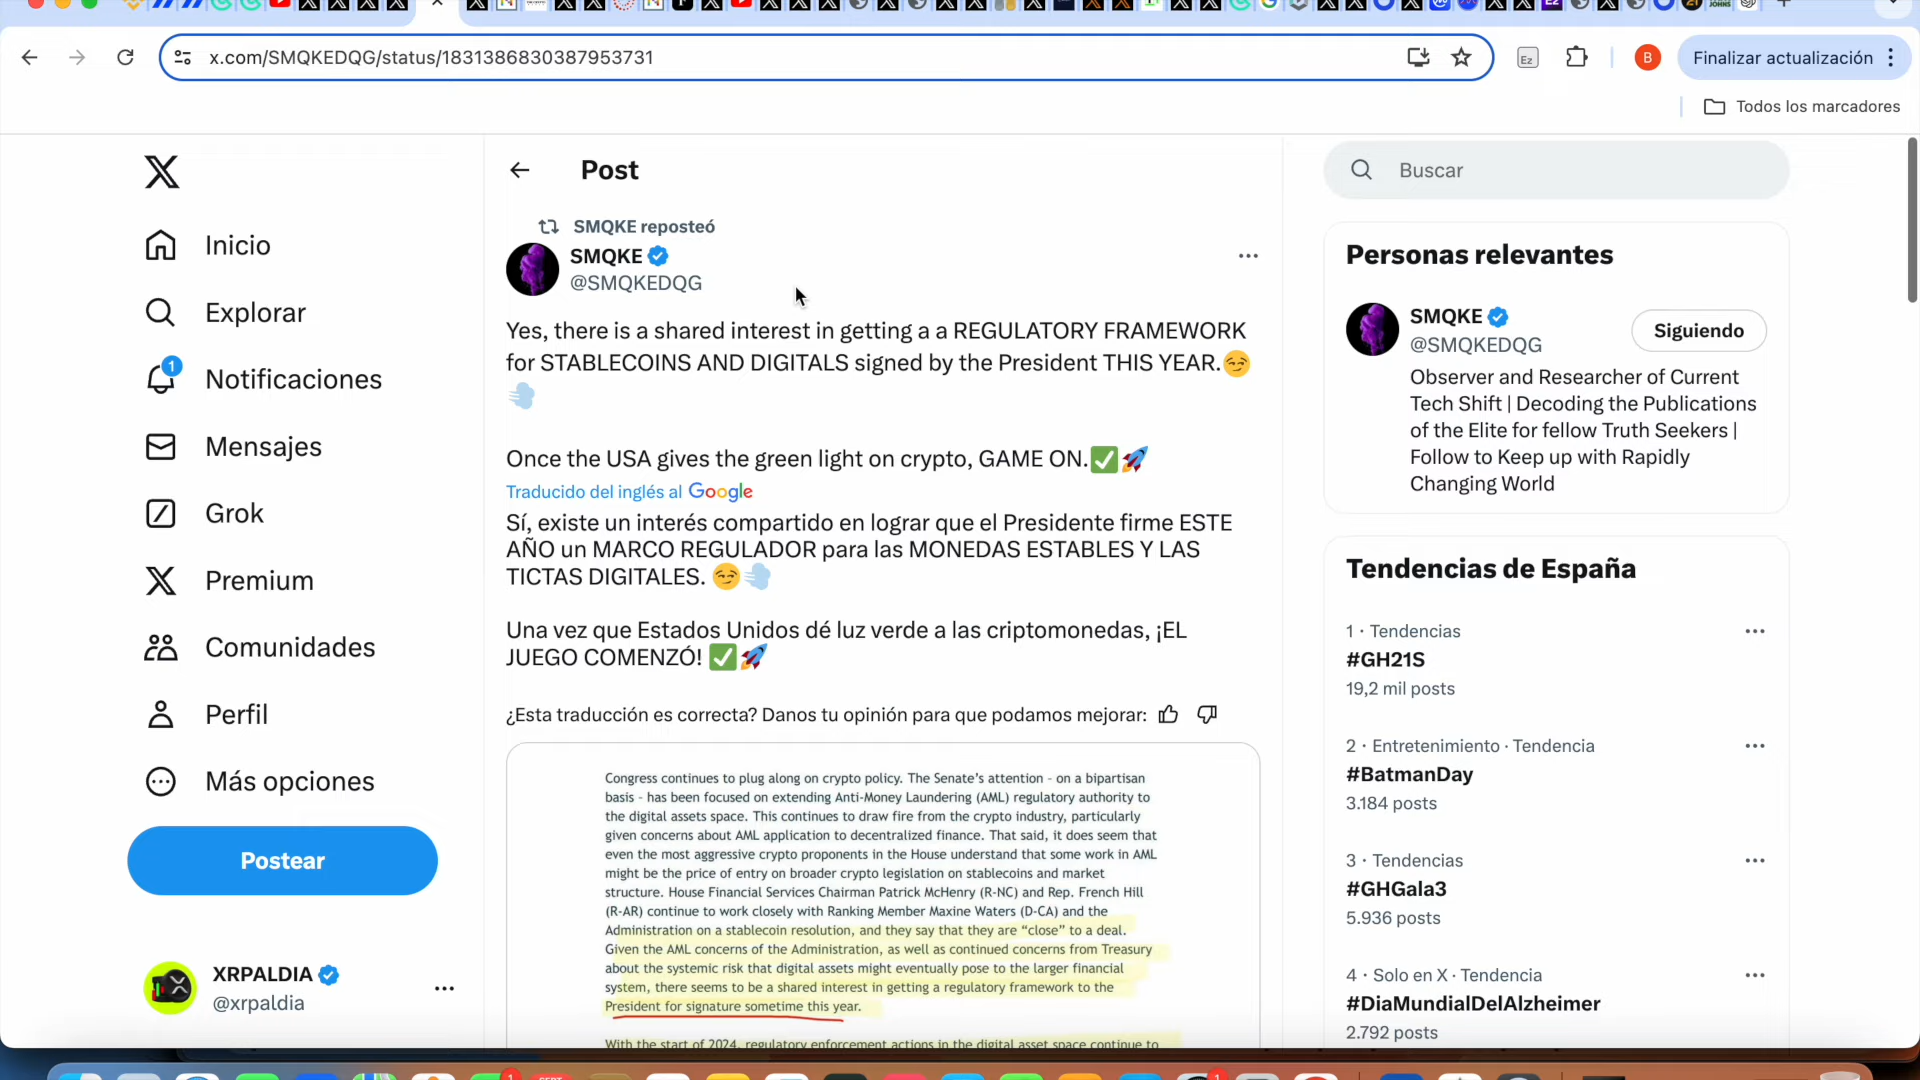 x.com/SMQKEDQG/status/1831386830387953731
Ez
B
Finalizar actualización
Todos los marcadores
Post
Buscar
Inicio
Explorar
1
Notificaciones
Mensajes
Grok
Premium
Comunidades
Perfil
Más opciones
Postear
XRPALDIA
@xrpaldia
SMQKE reposteó
SMQKE
@SMQKEDQG
Yes, there is a shared interest in getting a a REGULATORY FRAMEWORK
for STABLECOINS AND DIGITALS signed by the President THIS YEAR.😏
💨
Once the USA gives the green light on crypto, GAME ON.✅🚀
Traducido del inglés al Google
Sí, existe un interés compartido en lograr que el Presidente firme ESTE
AÑO un MARCO REGULADOR para las MONEDAS ESTABLES Y LAS
TICTAS DIGITALES. 😏💨
Una vez que Estados Unidos dé luz verde a las criptomonedas, ¡EL
JUEGO COMENZÓ! ✅🚀
¿Esta traducción es correcta? Danos tu opinión para que podamos mejorar:
Congress continues to plug along on crypto policy. The Senate's attention - on a bipartisan
basis - has been focused on extending Anti-Money Laundering (AML) regulatory authority to
the digital assets space. This continues to draw fire from the crypto industry, particularly
given concerns about AML application to decentralized finance. That said, it does seem that
even the most aggressive crypto proponents in the House understand that some work in AML
might be the price of entry on broader crypto legislation on stablecoins and market
structure. House Financial Services Chairman Patrick McHenry (R-NC) and Rep. French Hill
(R-AR) continue to work closely with Ranking Member Maxine Waters (D-CA) and the
Administration on a stablecoin resolution, and they say that they are “close” to a deal.
Given the AML concerns of the Administration, as well as continued concerns from Treasury
about the systemic risk that digital assets might eventually pose to the larger financial
system, there seems to be a shared interest in getting a regulatory framework to the
President for signature sometime this year.
With the start of 2024, regulatory enforcement actions in the digital asset space continue to
Personas relevantes
SMQKE
@SMQKEDQG
Siguiendo
Observer and Researcher of Current
Tech Shift | Decoding the Publications
of the Elite for fellow Truth Seekers |
Follow to Keep up with Rapidly
Changing World
Tendencias de España
1 · Tendencias
#GH21S
19,2 mil posts
2 · Entretenimiento · Tendencia
#BatmanDay
3.184 posts
3 · Tendencias
#GHGala3
5.936 posts
4 · Solo en X · Tendencia
#DiaMundialDelAlzheimer
2.792 posts